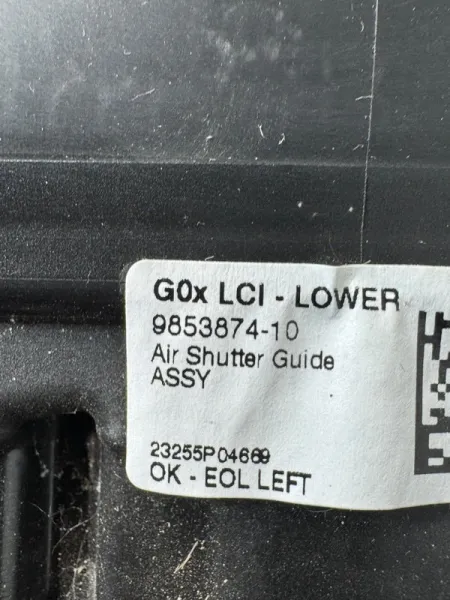 G0x LCI - LOWER
9853874-10
Air Shutter Guide
ASSY
23255P04669
OK - EOL LEFT